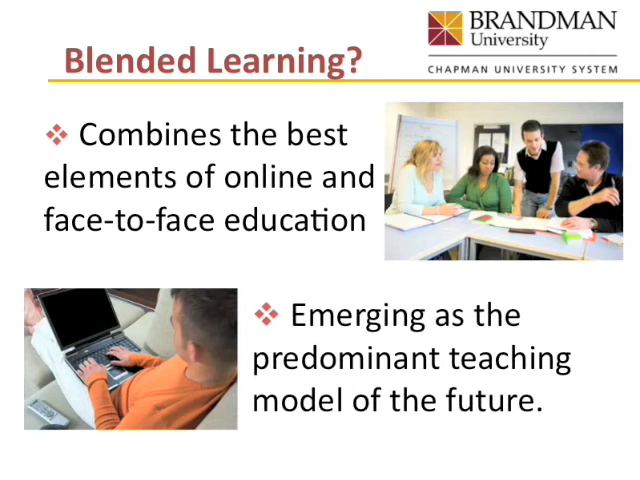 BRANDMAN
University
CHAPMAN UNIVERSITY SYSTEM
Blended Learning?
❖ Combines the best
elements of online and
face-to-face education
❖ Emerging as the
predominant teaching
model of the future.